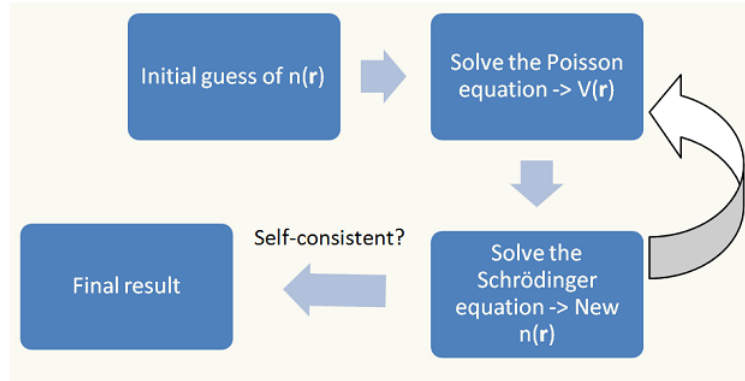 Initial guess of n(r)
Solve the Poisson
equation -> V(r)
Self-consistent?
Final result
Solve the
Schrödinger
equation -> New
n(r)